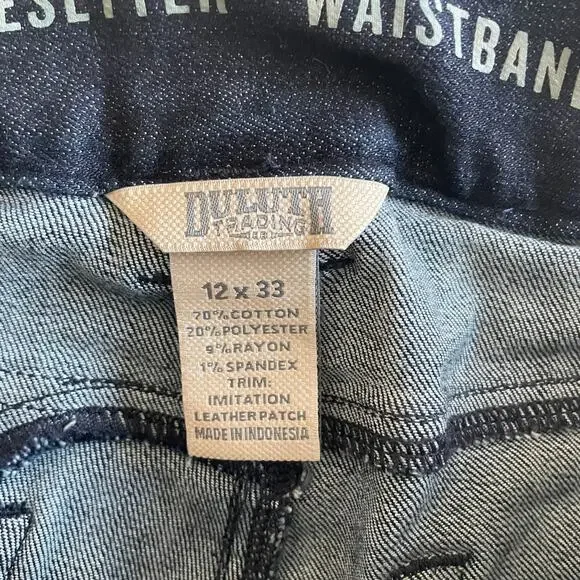 ESETTER WAISTBAN
DULUTH
TRADING
CO
12 x 33
70% COTTON
20% POLYESTER
9% RAYON
1% SPANDEX
TRIM:
IMITATION
LEATHER PATCH
MADE IN INDONESIA